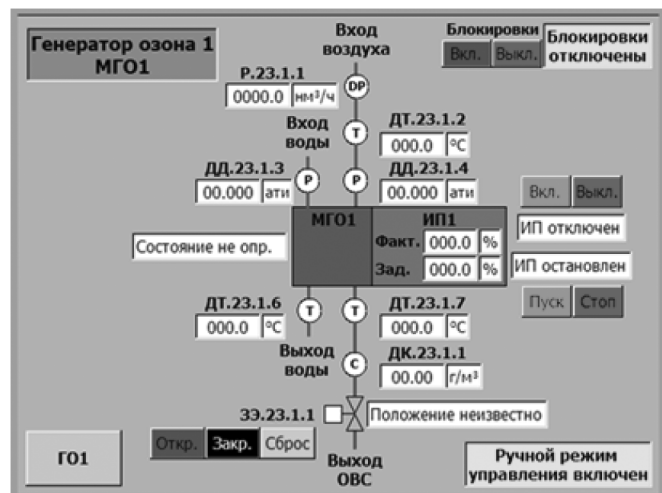 Генератор озона 1
МГО1
Вход
воздуха
Блокировки
Вкл. Выкл.
Блокировки
отключены
Р.23.1.1
0000.0 нм³/ч
DP
Вход
воды
Т
ДТ.23.1.2
000.0 °С
ДД.23.1.3
00.000 ати
Р
Р
ДД.23.1.4
00.000 ати
Вкл. Выкл.
МГО1
ИП1
Факт. 000.0 %
Зад. 000.0 %
Состояние не опр.
ИП отключен
ИП остановлен
Пуск Стоп
ДТ.23.1.6
000.0 °С
Т
Т
ДТ.23.1.7
000.0 °С
Выход
воды
С
ДК.23.1.1
00.00 г/м³
ЗЭ.23.1.1
Положение неизвестно
Откр. Закр. Сброс
Выход
ОВС
ГО1
Ручной режим
управления включен